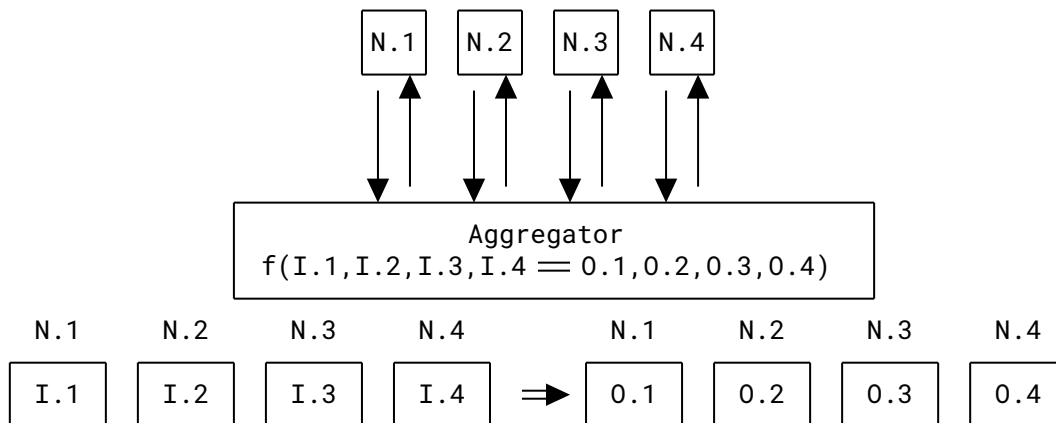 N.1 N.2 N.3 N.4
Aggregator
f(I.1,I.2,I.3,I.4 == 0.1,0.2,0.3,0.4)
N.1 N.2 N.3 N.4 N.1 N.2 N.3 N.4
I.1 I.2 I.3 I.4 => 0.1 0.2 0.3 0.4